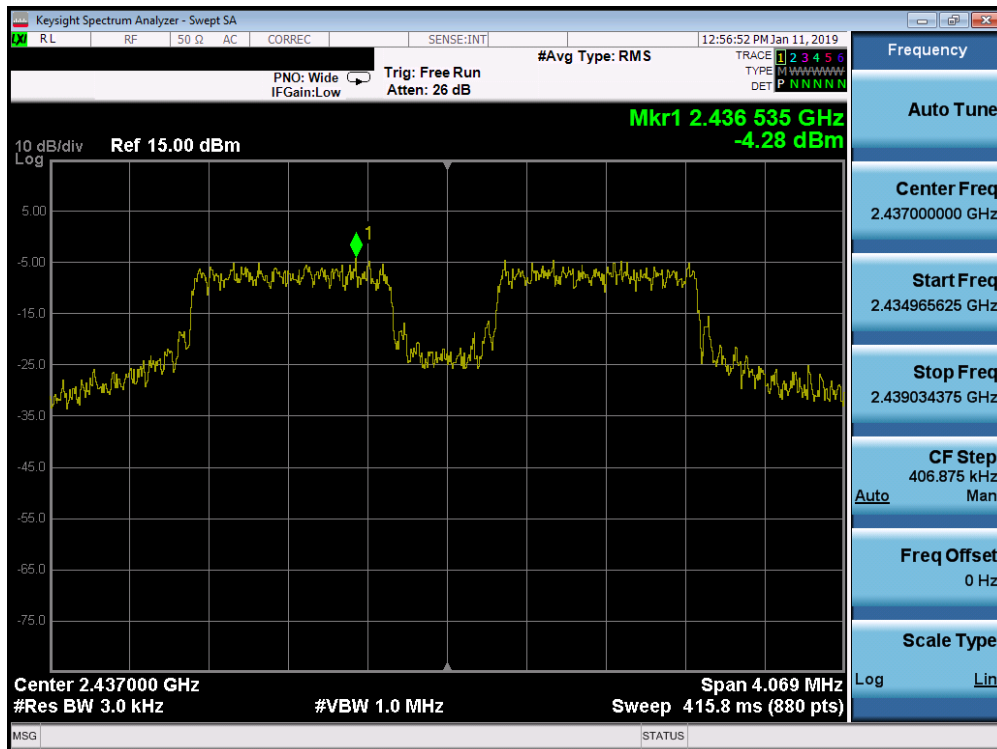 Keysight Spectrum Analyzer - Swept SA
LXI RL RF 50 Ω AC CORREC SENSE:INT 12:56:52 PM Jan 11, 2019
Frequency
#Avg Type: RMS
TRACE 1 2 3 4 5 6
PNO: Wide Trig: Free Run
TYPE M WWWWW
IFGain:Low Atten: 26 dB
DET P N N N N N
Auto Tune
Mkr1 2.436 535 GHz
-4.28 dBm
10 dB/div Ref 15.00 dBm
Log
5.00
-5.00
-15.0
-25.0
-35.0
-45.0
-55.0
-65.0
-75.0
1
Center Freq
2.437000000 GHz
Start Freq
2.434965625 GHz
Stop Freq
2.439034375 GHz
CF Step
406.875 kHz
Auto Man
Freq Offset
0 Hz
Scale Type
Log Lin
Center 2.437000 GHz Span 4.069 MHz
#Res BW 3.0 kHz #VBW 1.0 MHz Sweep 415.8 ms (880 pts)
MSG STATUS